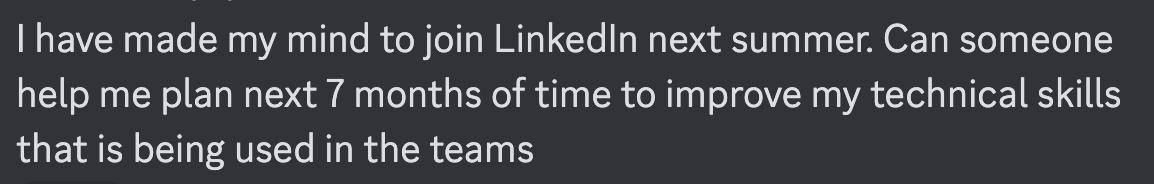 I have made my mind to join LinkedIn next summer. Can someone
help me plan next 7 months of time to improve my technical skills
that is being used in the teams